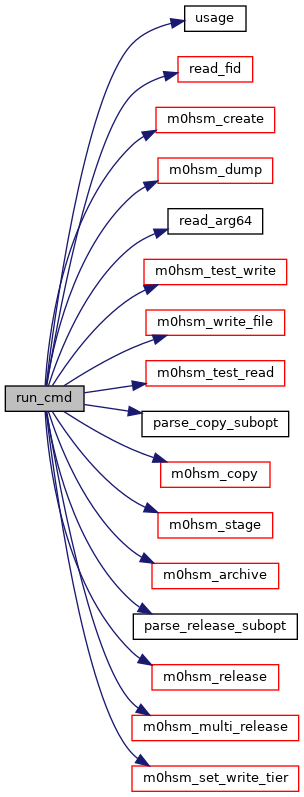 usage
read_fid
m0hsm_create
m0hsm_dump
read_arg64
m0hsm_test_write
m0hsm_write_file
m0hsm_test_read
run_cmd
parse_copy_subopt
m0hsm_copy
m0hsm_stage
m0hsm_archive
parse_release_subopt
m0hsm_release
m0hsm_multi_release
m0hsm_set_write_tier